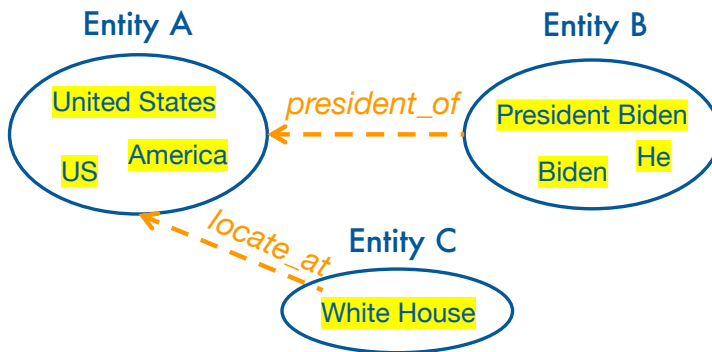 Entity A
United States
America
US
president_of
Entity B
President Biden
He
Biden
locate_at
Entity C
White House